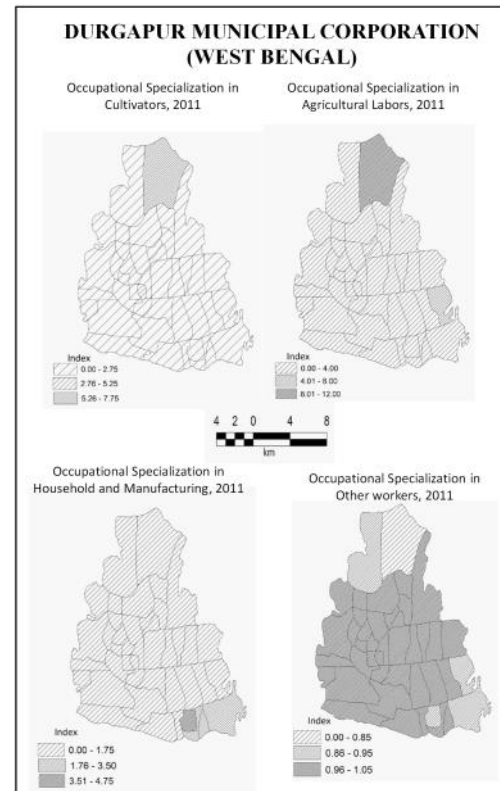 DURGAPUR MUNICIPAL CORPORATION
(WEST BENGAL)
Occupational Specialization in
Cultivators, 2011
Occupational Specialization in
Agricultural Labors, 2011
Index
0.00 - 2.75
2.76 - 5.25
5.26 - 7.75
Index
0.00 - 4.00
4.01 - 8.00
8.01 - 12.00
4 2 0 4 8
km
Occupational Specialization in
Household and Manufacturing, 2011
Occupational Specialization in
Other workers, 2011
Index
0.00 - 1.75
1.76 - 3.50
3.51 - 4.75
Index
0.00 - 0.85
0.86 - 0.95
0.96 - 1.05